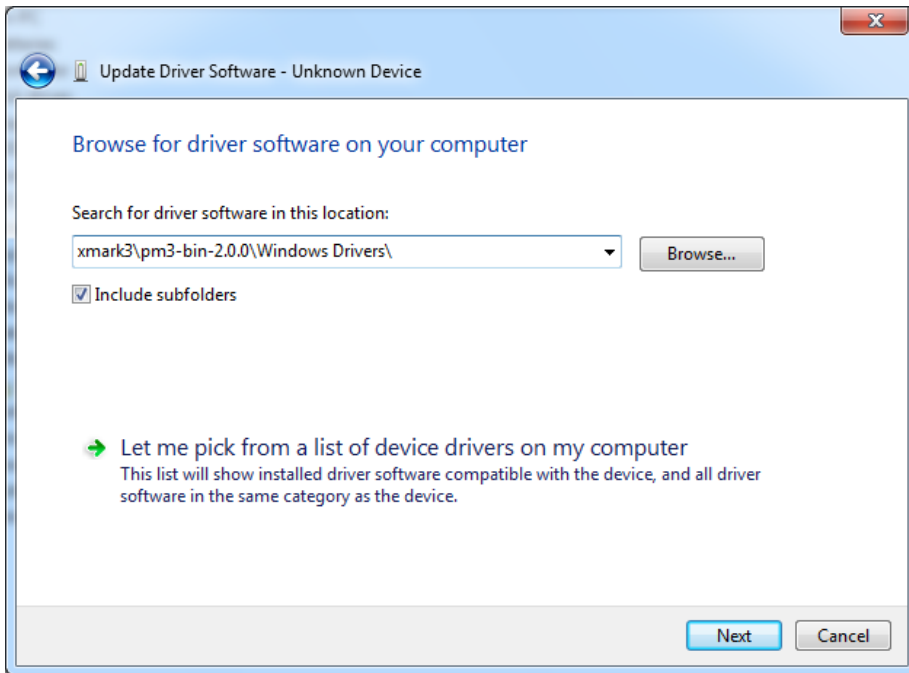 Update Driver Software - Unknown Device
Browse for driver software on your computer
Search for driver software in this location:
xmark3\pm3-bin-2.0.0\Windows Drivers\
Browse...
Include subfolders
Let me pick from a list of device drivers on my computer
This list will show installed driver software compatible with the device, and all driver
software in the same category as the device.
Next
Cancel